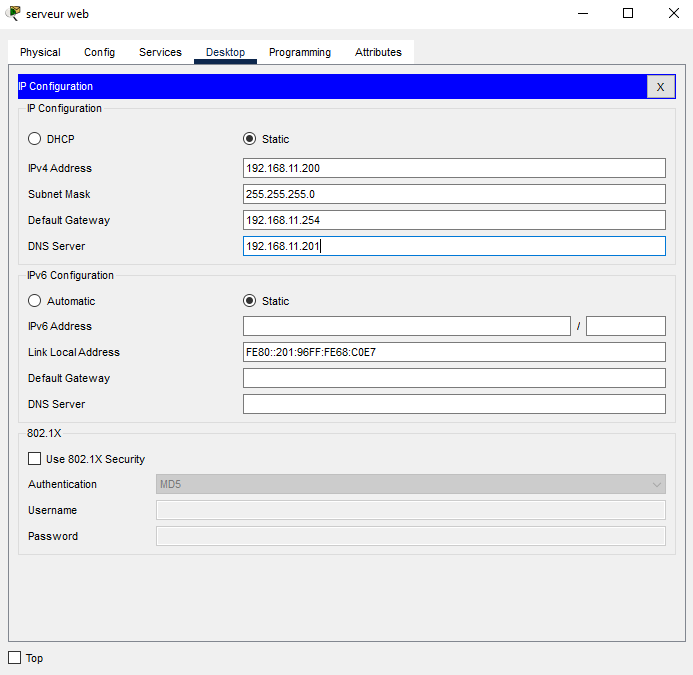 serveur web
Physical Config Services Desktop Programming Attributes
IP Configuration X
IP Configuration
DHCP Static
IPv4 Address 192.168.11.200
Subnet Mask 255.255.255.0
Default Gateway 192.168.11.254
DNS Server 192.168.11.201
IPv6 Configuration
Automatic Static
IPv6 Address /
Link Local Address FE80::201:96FF:FE68:C0E7
Default Gateway
DNS Server
802.1X
Use 802.1X Security
Authentication MD5
Username
Password
Top